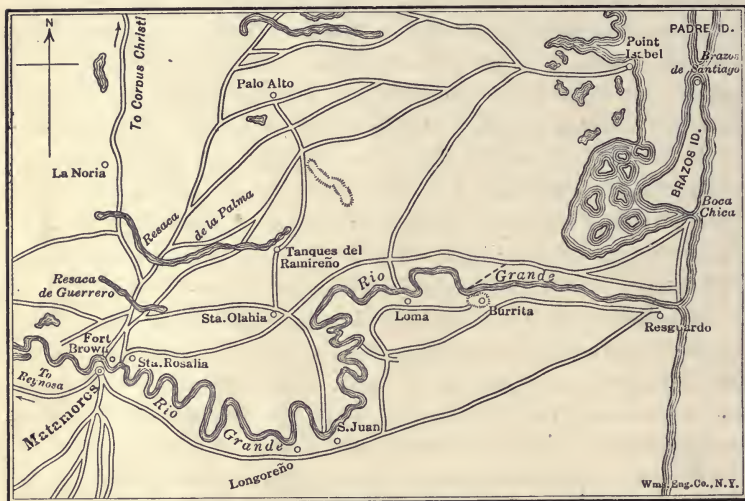 N
To Corpus Christi
PADRE ID.
Brazos
de Santiago
Point
Isabel
Palo Alto
La Noria
BRAZOS ID.
Boca
Chica
Resaca
de la Palma
Tanques del
Ramireño
Resaca
de Guerrero
Rio
Grande
Sta. Olahia
Loma
Burrita
Resguardo
Fort
Brown
Sta. Rosalia
To
Reynosa
Matamoros
Rio
Grande
S. Juan
Longoreño
Wms. Eng. Co., N. Y.